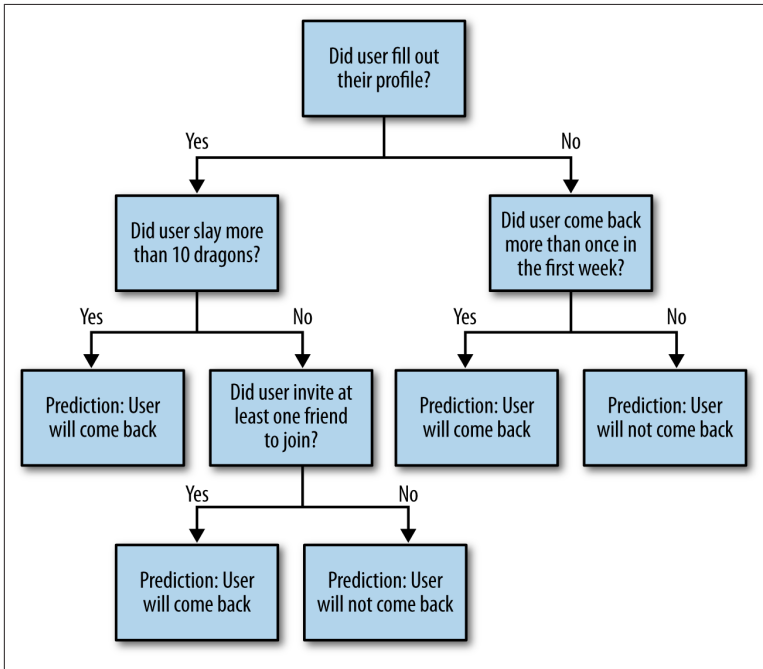 Did user fill out
their profile?
Yes
No
Did user slay more
than 10 dragons?
Did user come back
more than once in
the first week?
Yes
No
Yes
No
Prediction: User
will come back
Did user invite at
least one friend
to join?
Prediction: User
will come back
Prediction: User
will not come back
Yes
No
Prediction: User
will come back
Prediction: User
will not come back